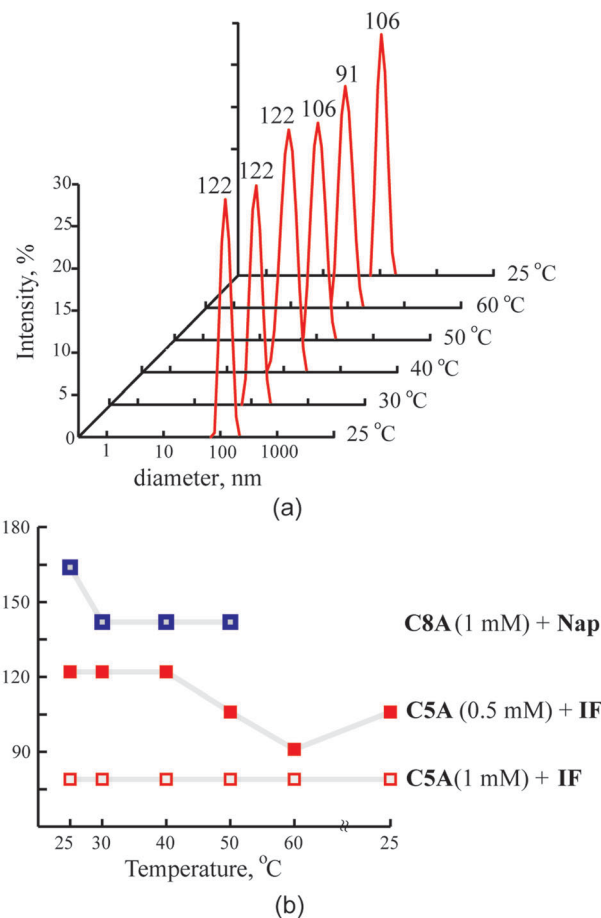 106
91
122
106
122
122
30
25
20
15
10
5
0
Intensity, %
25 °C
60 °C
50 °C
40 °C
30 °C
25 °C
1
10
100
1000
diameter, nm
(a)
180
150
120
90
C8A (1 mM) + Nap
C5A (0.5 mM) + IF
C5A (1 mM) + IF
25
30
40
50
60
≈
25
Temperature, °C
(b)